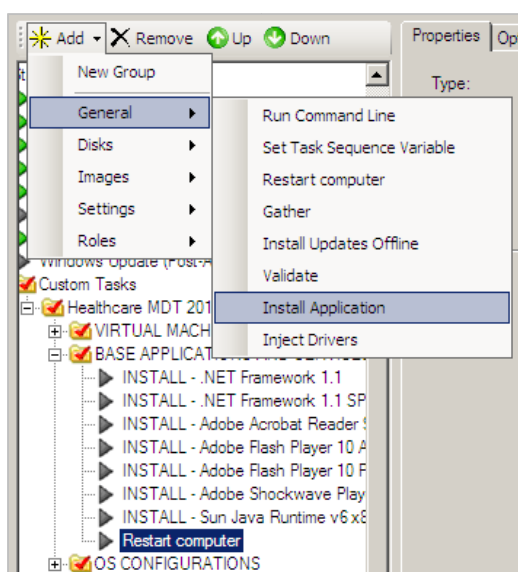 Add Remove Up Down
Properties
New Group
Type:
General
Disks
Images
Settings
Roles
Run Command Line
Set Task Sequence Variable
Restart computer
Gather
Install Updates Offline
Validate
Install Application
Inject Drivers
Windows Update
Custom Tasks
Healthcare MDT 201
VIRTUAL MACH
BASE APPLICAT
INSTALL - .NET Framework 1.1
INSTALL - .NET Framework 1.1 SP
INSTALL - Adobe Acrobat Reader
INSTALL - Adobe Flash Player 10 A
INSTALL - Adobe Flash Player 10 P
INSTALL - Adobe Shockwave Play
INSTALL - Sun Java Runtime v6 x8
Restart computer
OS CONFIGURATIONS